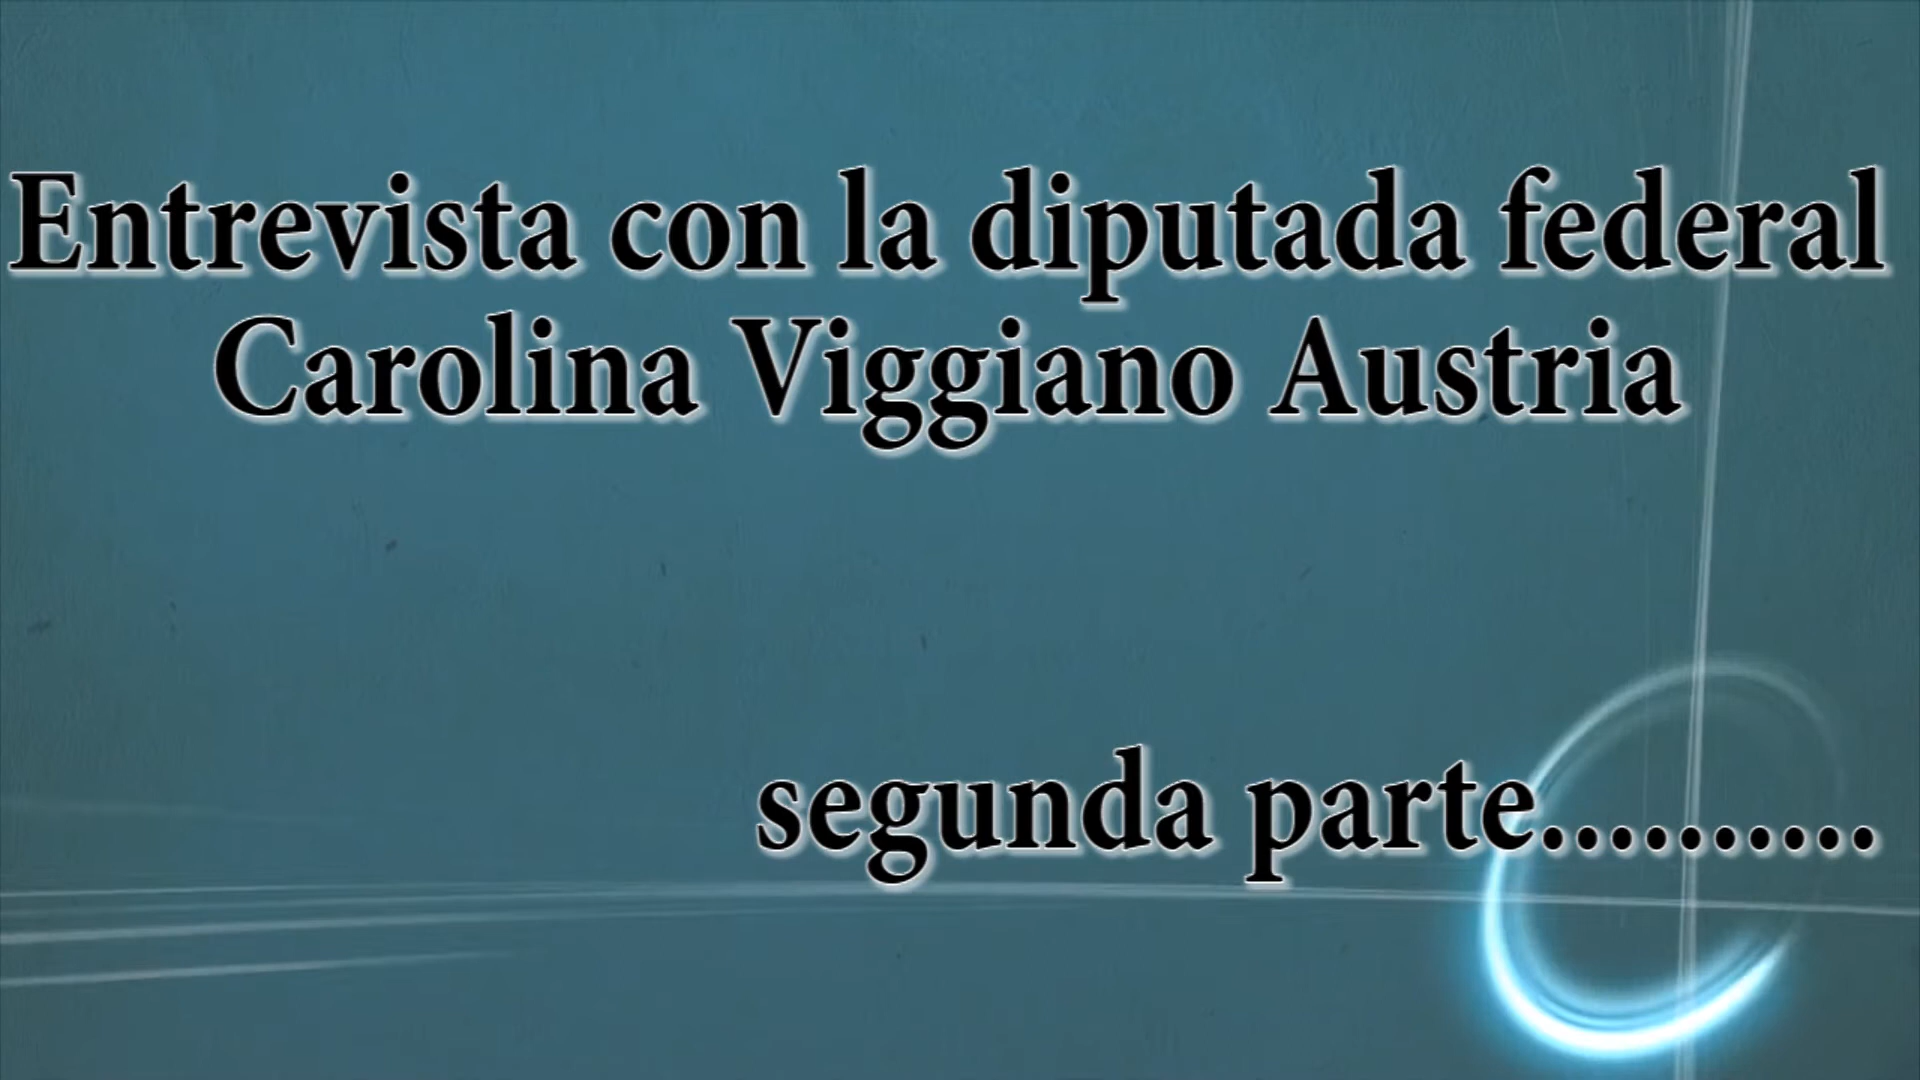 Entrevista con la diputada federal
Carolina Viggiano Austria
segunda parte..........